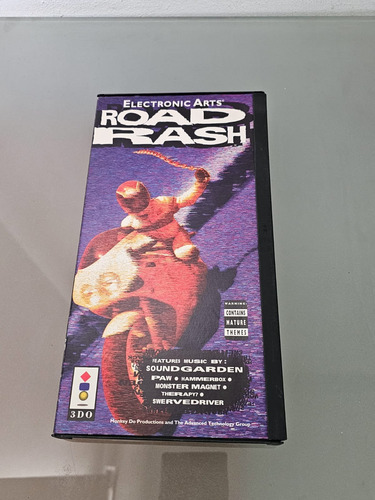 ELECTRONIC ARTS®
ROAD
RASH
WARNING:
CONTAINS
MATURE
THEMES
FEATURES MUSIC BY:
SOUNDGARDEN
PAW • HAMMERBOX •
MONSTER MAGNET •
THERAPY? •
SWERVEDRIVER
3DO
Monkey Do Productions and The Advanced Technology Group